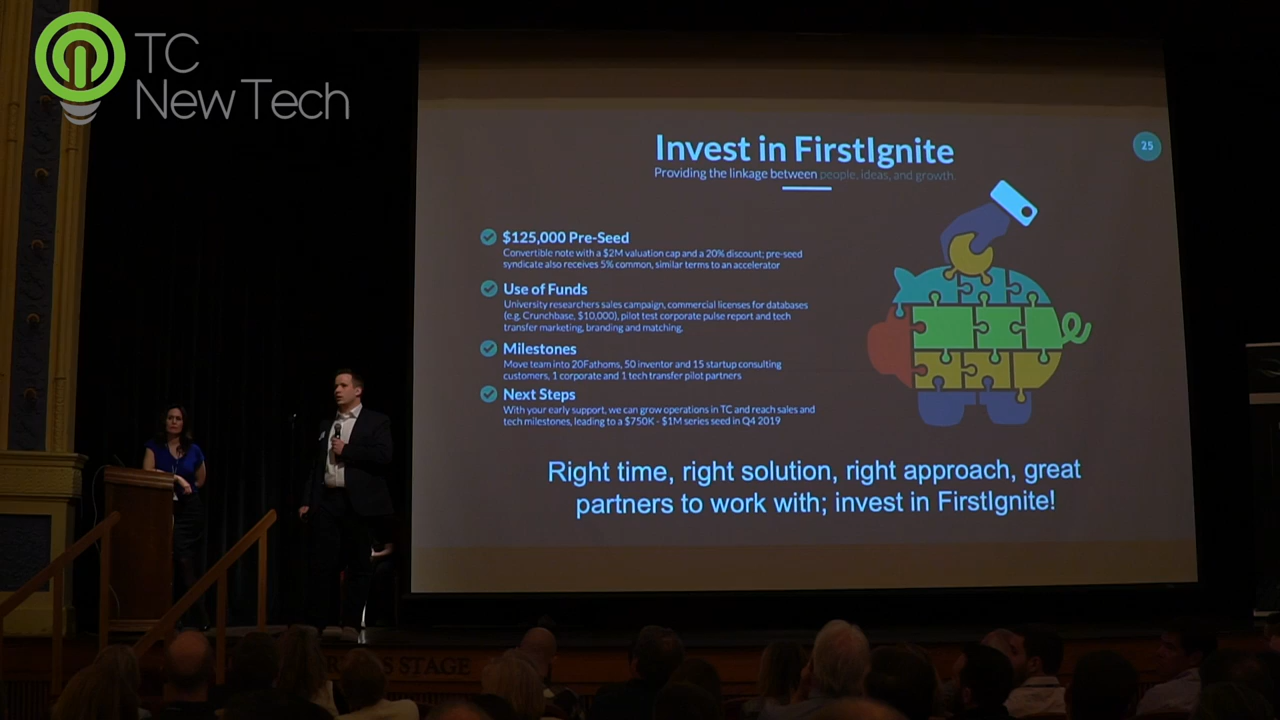 TC
NewTech
Invest in FirstIgnite
25
Providing the linkage between people, ideas, and growth.
$125,000 Pre-Seed
Convertible note with a $2M valuation cap and a 20% discount; pre-seed
syndicate also receives 5% common, similar terms to an accelerator
Use of Funds
University researchers sales campaign, commercial licenses for databases
(e.g. Crunchbase, $10,000), pilot test corporate pulse report and tech
transfer marketing, branding and matching.
Milestones
Move team into 20Fathoms, 50 inventor and 15 startup consulting
customers, 1 corporate and 1 tech transfer pilot partners
Next Steps
With your early support, we can grow operations in TC and reach sales and
tech milestones, leading to a $750K - $1M series seed in Q4 2019
Right time, right solution, right approach, great
partners to work with; invest in FirstIgnite!
STAGE